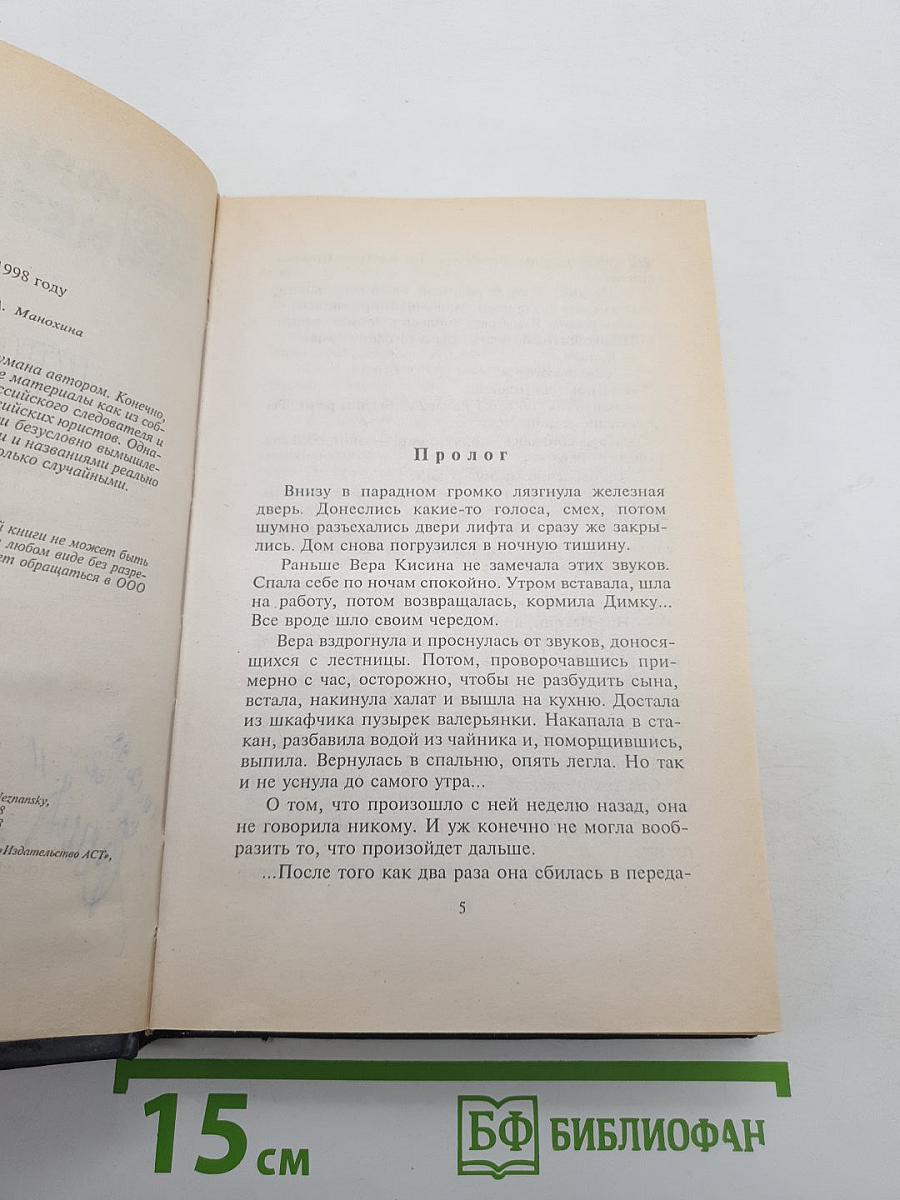 1998 году
Манохина
умана автором. Конечно,
е материалы как из соб-
ссийского следователя и
сийских юристов. Одна-
и безусловно вымышле-
и и названиями реально
олько случайными.
й книги не может быть
любом виде без разре-
ет обращаться в ООО
Neznansky,
8
«Издательство АСТ»,
Пролог
Внизу в парадном громко лязгнула железная
дверь. Донеслись какие-то голоса, смех, потом
шумно разъехались двери лифта и сразу же закры-
лись. Дом снова погрузился в ночную тишину.
Раньше Вера Кисина не замечала этих звуков.
Спала себе по ночам спокойно. Утром вставала, шла
на работу, потом возвращалась, кормила Димку...
Все вроде шло своим чередом.
Вера вздрогнула и проснулась от звуков, донося-
щихся с лестницы. Потом, проворочавшись при-
мерно с час, осторожно, чтобы не разбудить сына,
встала, накинула халат и вышла на кухню. Достала
из шкафчика пузырек валерьянки. Накапала в ста-
кан, разбавила водой из чайника и, поморщившись,
выпила. Вернулась в спальню, опять легла. Но так
и не уснула до самого утра...
О том, что произошло с ней неделю назад, она
не говорила никому. И уж конечно не могла вооб-
разить то, что произойдет дальше.
...После того как два раза она сбилась в переда-
5
15 см
БФ БИБЛИОФАН